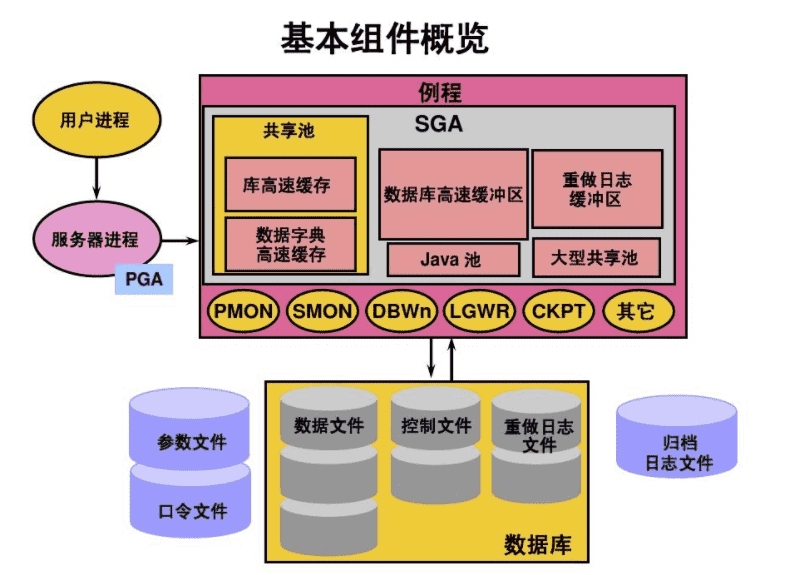 基本组件概览
用户进程
服务器进程
PGA
例程
SGA
共享池
库高速缓存
数据字典
高速缓存
数据库高速缓冲区
重做日志
缓冲区
Java 池
大型共享池
PMON
SMON
DBWn
LGWR
CKPT
其它
参数文件
口令文件
数据文件
控制文件
重做日志
文件
数据库
归档
日志文件